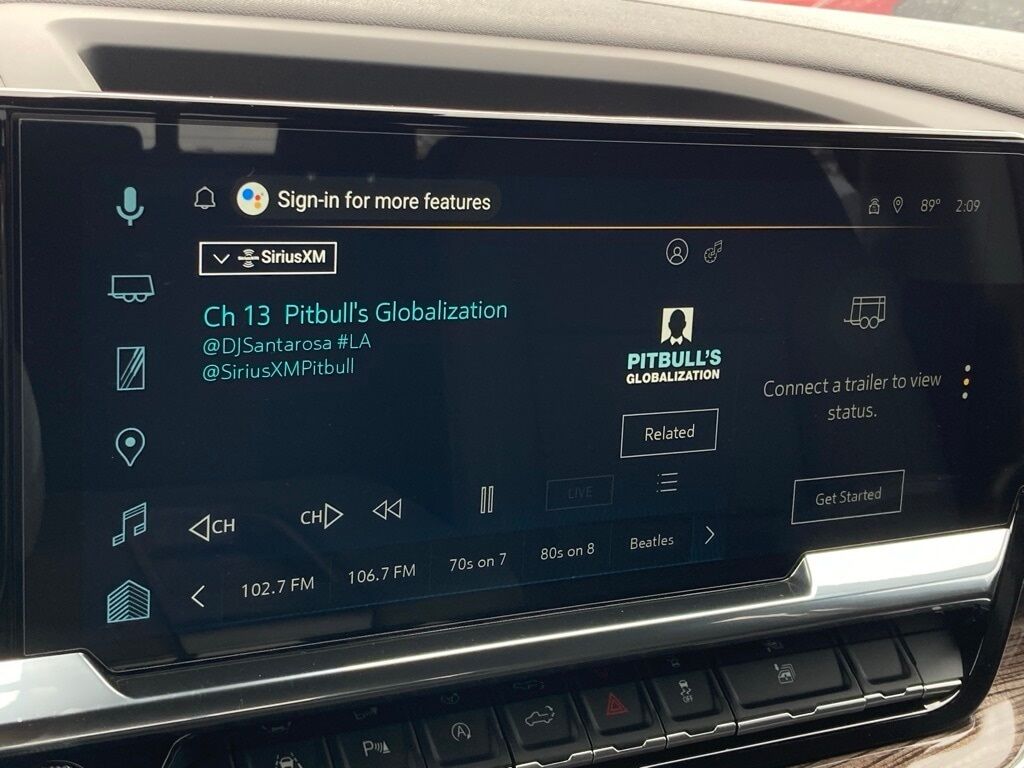 Sign-in for more features
89° 2:09
SiriusXM
Ch 13 Pitbull's Globalization
@DJSantarosa #LA
@SiriusXMPitbull
PITBULL'S
GLOBALIZATION
Related
Connect a trailer to view
status.
Get Started
CH
CH
LIVE
102.7 FM
106.7 FM
70s on 7
80s on 8
Beatles
P
A
OFF